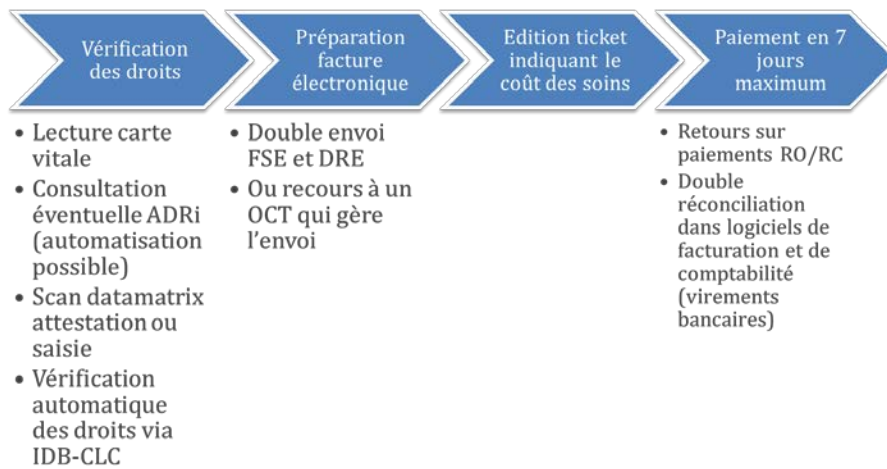 Vérification
des droits
Préparation
facture
électronique
Edition ticket
indiquant le
coût des soins
Paiement en 7
jours
maximum
• Lecture carte
vitale
• Consultation
éventuelle ADRi
(automatisation
possible)
• Scan datamatrix
attestation ou
saisie
• Vérification
automatique
des droits via
IDB-CLC
• Double envoi
FSE et DRE
• Ou recours à un
OCT qui gère
l'envoi
• Retours sur
paiements RO/RC
• Double
réconciliation
dans logiciels de
facturation et de
comptabilité
(virements
bancaires)